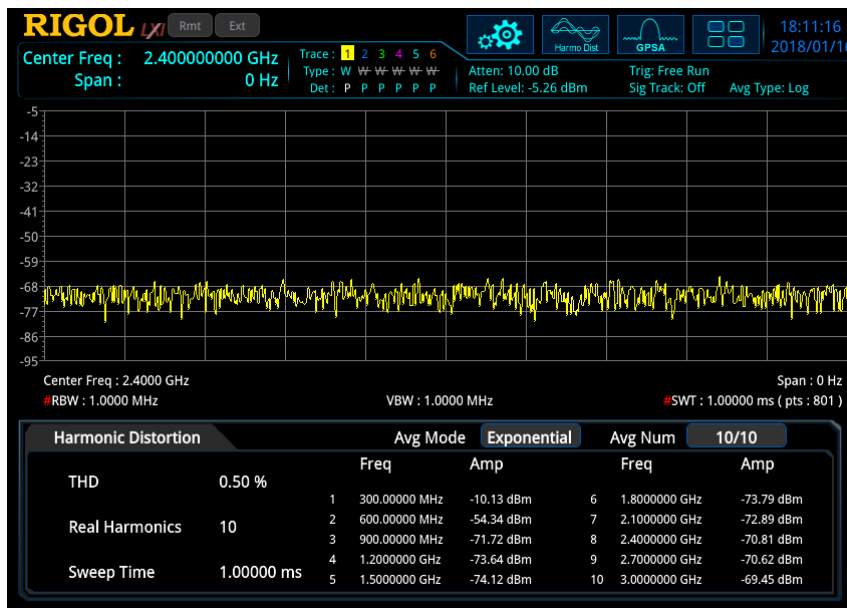 RIGOL LXI Rmt Ext
Harmo Dist GPSA 18:11:16
2018/01/1
Center Freq : 2.400000000 GHz
Span : 0 Hz
Trace : 1 2 3 4 5 6
Type : W W W W W W
Det : P P P P P P
Atten: 10.00 dB Trig: Free Run
Ref Level: -5.26 dBm Sig Track: Off Avg Type: Log
-5
-14
-23
-32
-41
-50
-59
-68
-77
-86
-95
Center Freq : 2.4000 GHz Span : 0 Hz
#RBW : 1.0000 MHz VBW : 1.0000 MHz #SWT : 1.00000 ms ( pts : 801 )
Harmonic Distortion Avg Mode Exponential Avg Num 10/10
Freq Amp Freq Amp
THD 0.50 %
1 300.00000 MHz -10.13 dBm 6 1.8000000 GHz -73.79 dBm
2 600.00000 MHz -54.34 dBm 7 2.1000000 GHz -72.89 dBm
Real Harmonics 10
3 900.00000 MHz -71.72 dBm 8 2.4000000 GHz -70.81 dBm
4 1.2000000 GHz -73.64 dBm 9 2.7000000 GHz -70.62 dBm
Sweep Time 1.00000 ms
5 1.5000000 GHz -74.12 dBm 10 3.0000000 GHz -69.45 dBm